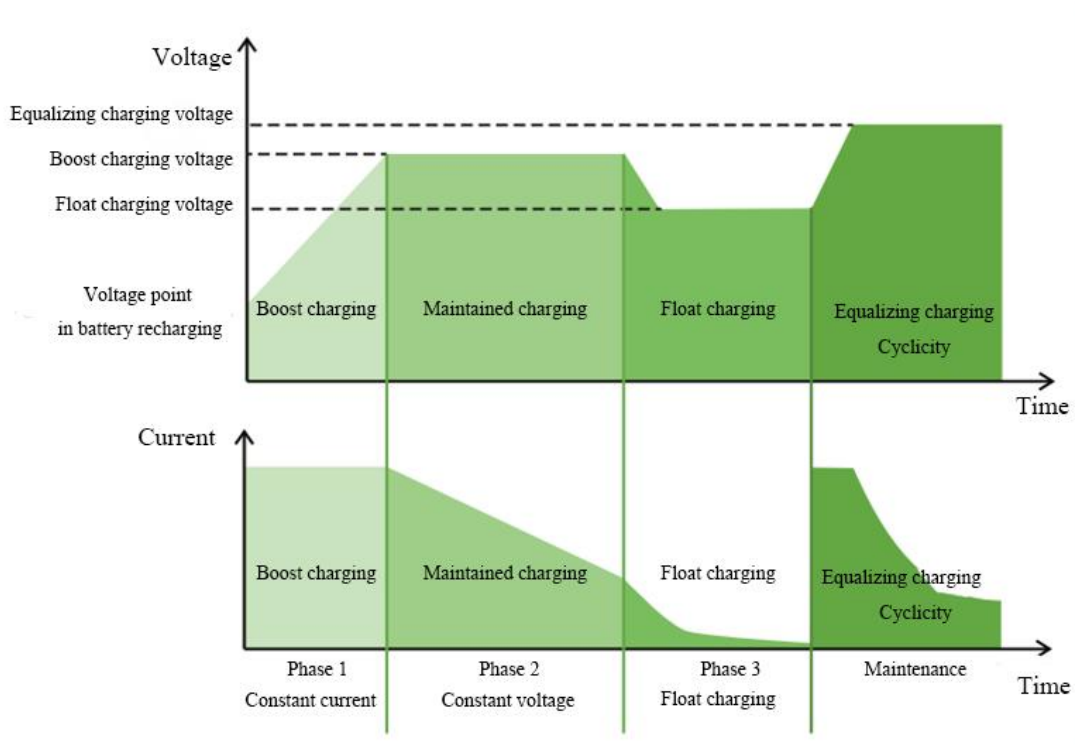 Voltage
Equalizing charging voltage
Boost charging voltage
Float charging voltage
Voltage point
in battery recharging
Boost charging
Maintained charging
Float charging
Equalizing charging
Cyclicity
Time
Current
Boost charging
Maintained charging
Float charging
Equalizing charging
Cyclicity
Phase 1
Constant current
Phase 2
Constant voltage
Phase 3
Float charging
Maintenance
Time